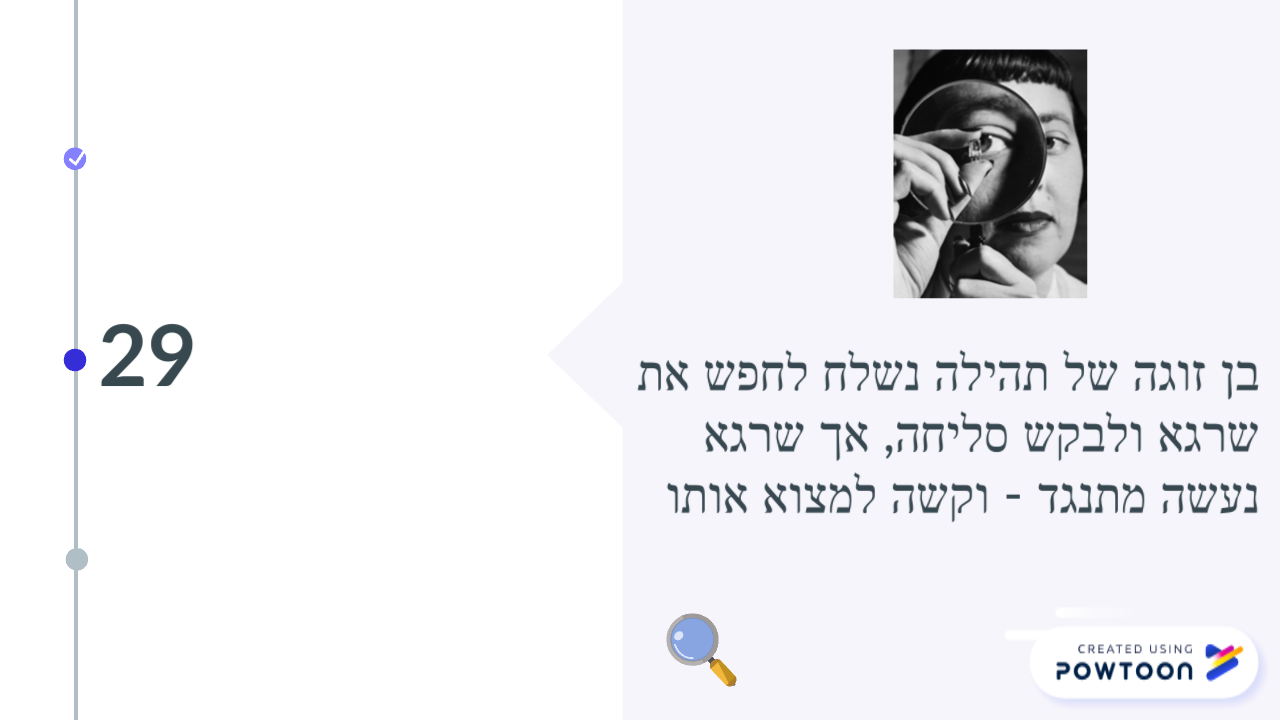 29
בן זוגה של תהילה נשלח לחפש את
שרגא ולבקש סליחה, אך שרגא
נעשה מתנגד - וקשה למצוא אותו
CREATED USING
POWTOON